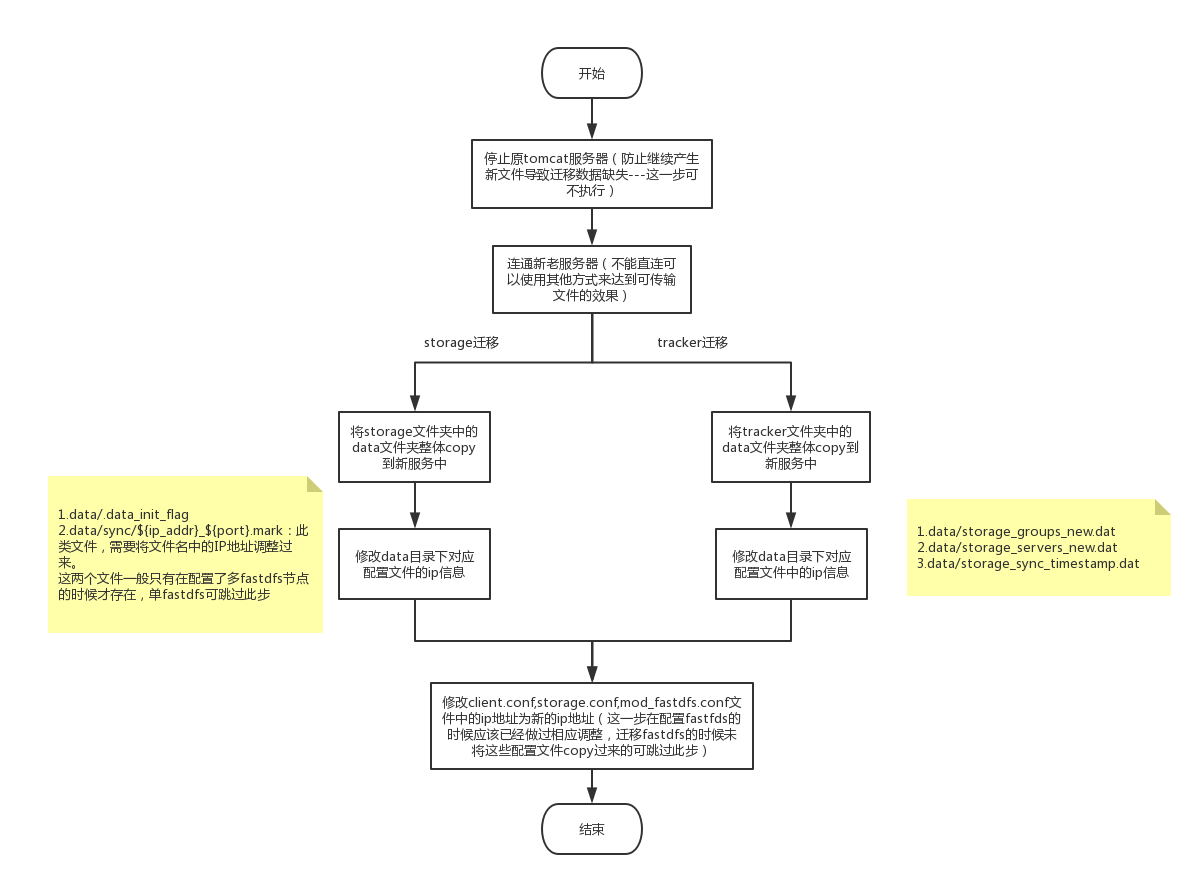 开始
停止原tomcat服务器（防止继续产生
新文件导致迁移数据缺失---这一步可
不执行）
连通新老服务器（不能直连可
以使用其他方式来达到可传输
文件的效果）
storage迁移
tracker迁移
将storage文件夹中的
data文件夹整体copy
到新服务中
将tracker文件夹中的
data文件夹整体copy到
新服务中
1.data/.data_init_flag
2.data/sync/${ip_addr}_${port}.mark：此
类文件，需要将文件名中的IP地址调整过
来。
这两个文件一般只有在配置了多fastdfs节点
的时候才存在，单fastdfs可跳过此步
修改data目录下对应
配置文件的ip信息
修改data目录下对应
配置文件中的ip信息
1.data/storage_groups_new.dat
2.data/storage_servers_new.dat
3.data/storage_sync_timestamp.dat
修改client.conf,storage.conf,mod_fastdfs.conf文
件中的ip地址为新的ip地址（这一步在配置fastfds的
时候应该已经做过相应调整，迁移fastdfs的时候未
将这些配置文件copy过来的可跳过此步）
结束